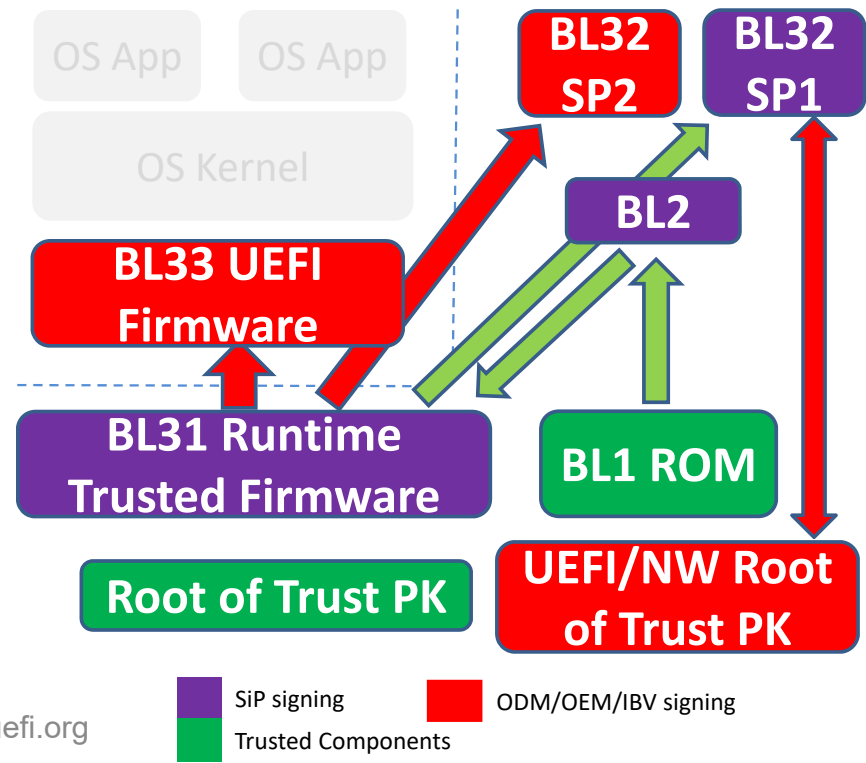 OS App
OS App
OS Kernel
BL32
SP2
BL32
SP1
BL2
BL33 UEFI
Firmware
BL31 Runtime
Trusted Firmware
BL1 ROM
Root of Trust PK
UEFI/NW Root
of Trust PK
SiP signing
ODM/OEM/IBV signing
Trusted Components
efi.org